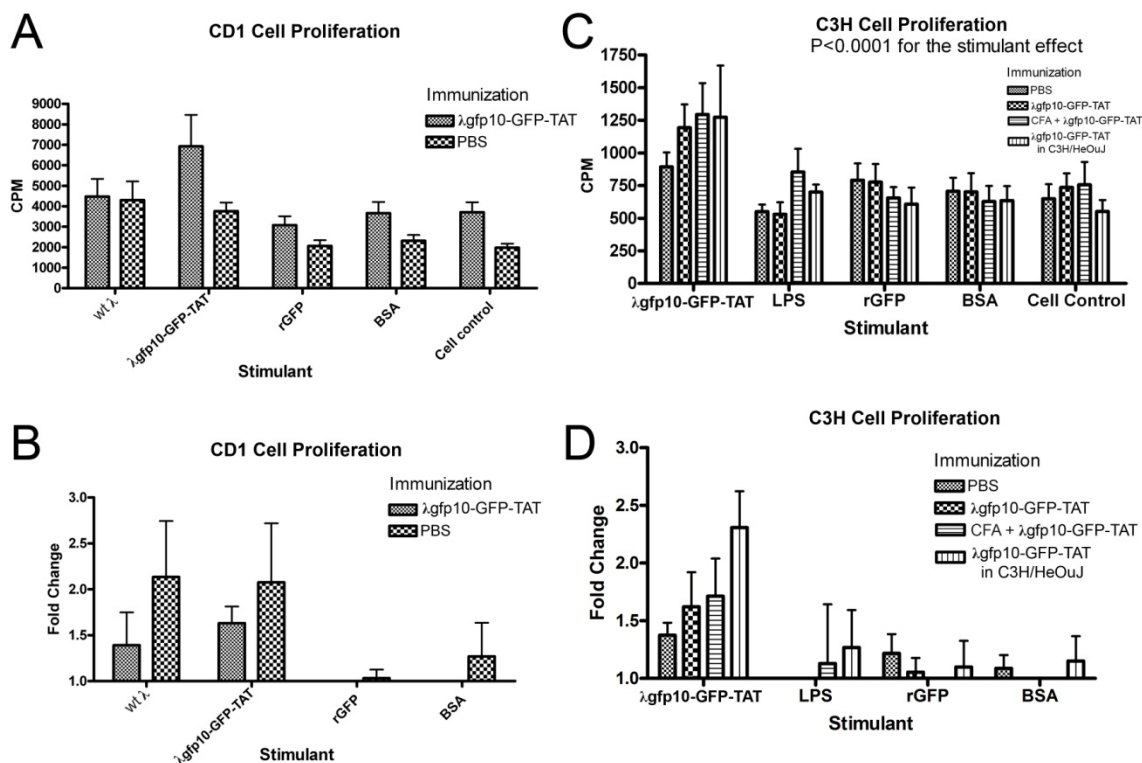 A
CD1 Cell Proliferation
Immunization
λgfp10-GFP-TAT
PBS
CPM
9000
8000
7000
6000
5000
4000
3000
2000
1000
0
wt λ
λgfp10-GFP-TAT
rGFP
BSA
Cell control
Stimulant
B
CD1 Cell Proliferation
Immunization
λgfp10-GFP-TAT
PBS
Fold Change
3.0
2.5
2.0
1.5
1.0
wt λ
λgfp10-GFP-TAT
rGFP
BSA
Stimulant
C
C3H Cell Proliferation
P<0.0001 for the stimulant effect
Immunization
PBS
λgfp10-GFP-TAT
CFA + λgfp10-GFP-TAT
λgfp10-GFP-TAT
in C3H/HeOuJ
CPM
1750
1500
1250
1000
750
500
250
0
λgfp10-GFP-TAT
LPS
rGFP
BSA
Cell Control
Stimulant
D
C3H Cell Proliferation
Immunization
PBS
λgfp10-GFP-TAT
CFA + λgfp10-GFP-TAT
λgfp10-GFP-TAT
in C3H/HeOuJ
Fold Change
3.0
2.5
2.0
1.5
1.0
λgfp10-GFP-TAT
LPS
rGFP
BSA
Stimulant